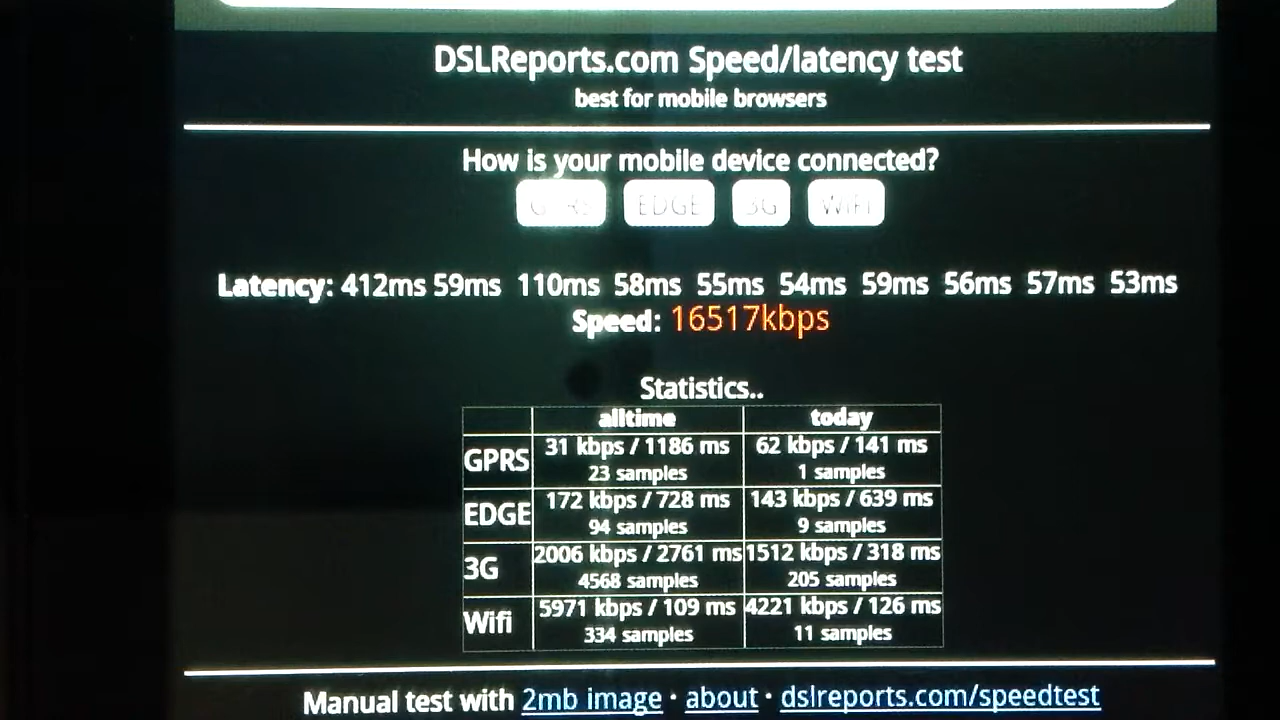 DSLReports.com Speed/latency test
best for mobile browsers
How is your mobile device connected?
GPRS EDGE 3G WiFi
Latency: 412ms 59ms 110ms 58ms 55ms 54ms 59ms 56ms 57ms 53ms
Speed: 16517kbps
Statistics..
alltime today
GPRS 31 kbps / 1186 ms 62 kbps / 141 ms
23 samples 1 samples
EDGE 172 kbps / 728 ms 143 kbps / 639 ms
94 samples 9 samples
3G 2006 kbps / 2761 ms 1512 kbps / 318 ms
4568 samples 205 samples
Wifi 5971 kbps / 109 ms 4221 kbps / 126 ms
334 samples 11 samples
Manual test with 2mb image · about · dslreports.com/speedtest